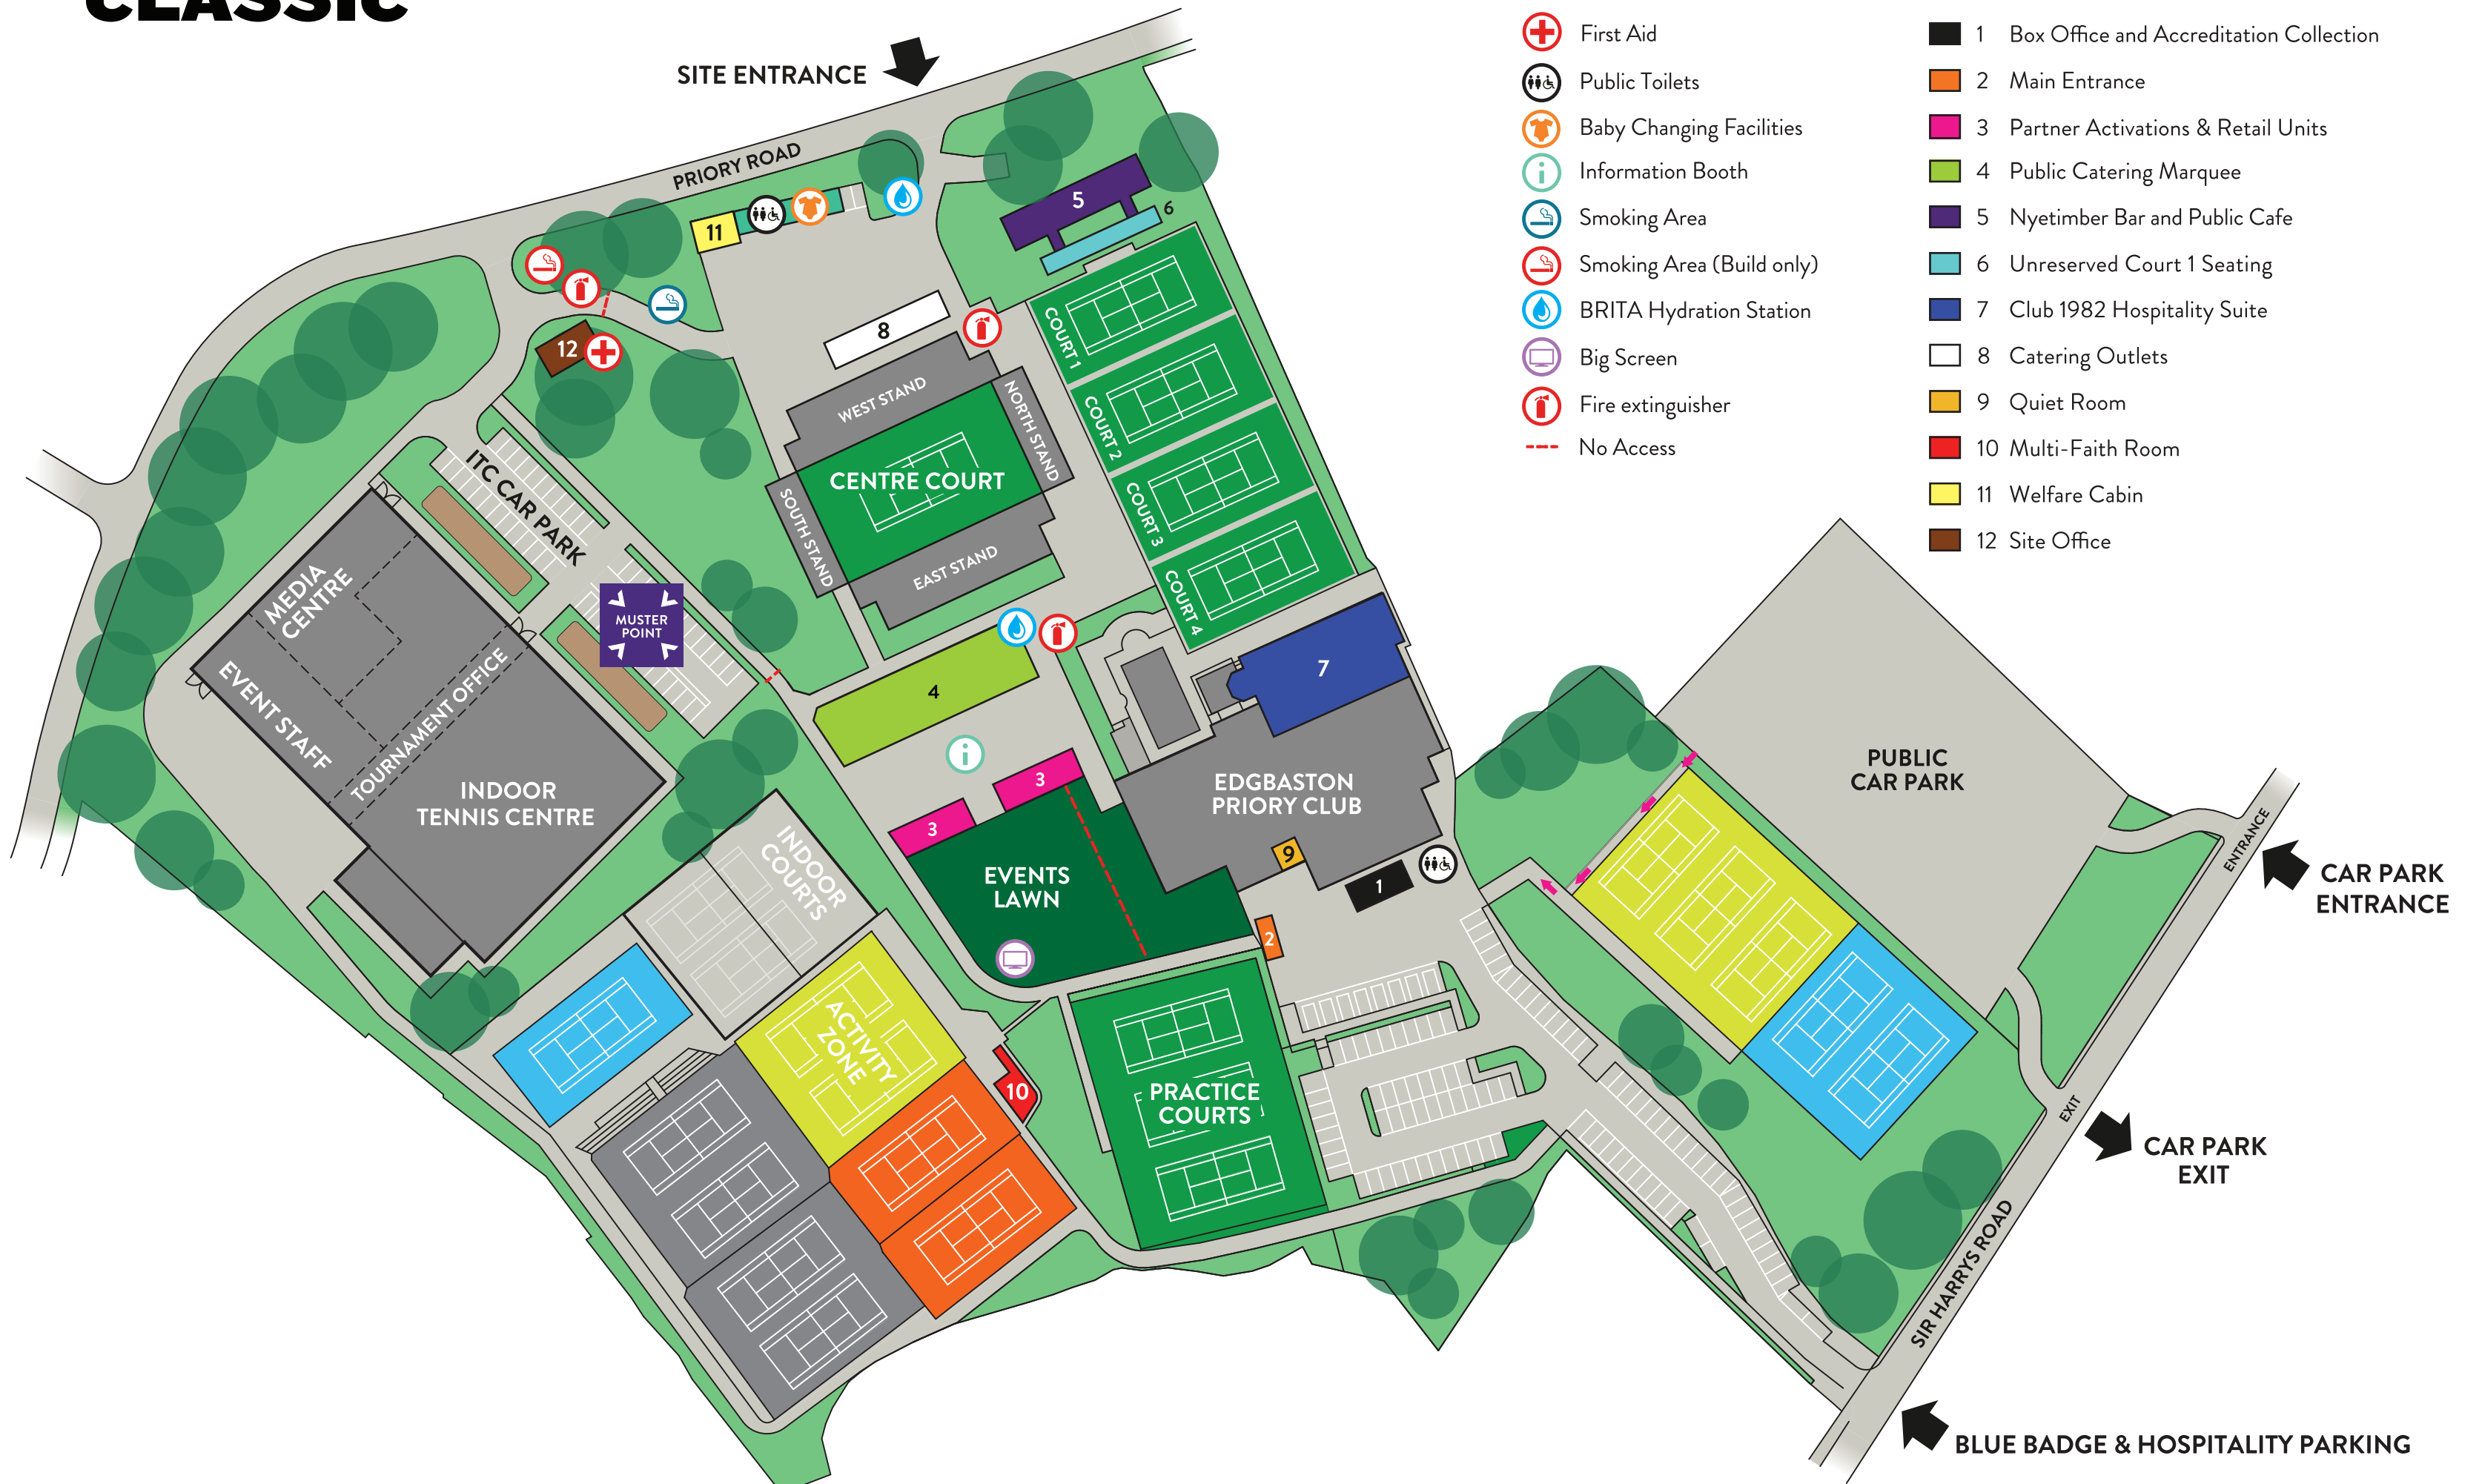 CLASSIC
SITE ENTRANCE
PRIORY ROAD
First Aid
Public Toilets
Baby Changing Facilities
Information Booth
Smoking Area
Smoking Area (Build only)
BRITA Hydration Station
Big Screen
Fire extinguisher
No Access
1 Box Office and Accreditation Collection
2 Main Entrance
3 Partner Activations & Retail Units
4 Public Catering Marquee
5 Nyetimber Bar and Public Cafe
6 Unreserved Court 1 Seating
7 Club 1982 Hospitality Suite
8 Catering Outlets
9 Quiet Room
10 Multi-Faith Room
11 Welfare Cabin
12 Site Office
11
5
6
8
12
WEST STAND
NORTH STAND
CENTRE COURT
SOUTH STAND
EAST STAND
COURT 1
COURT 2
COURT 3
COURT 4
ITC CAR PARK
MUSTER
POINT
MEDIA
CENTRE
EVENT STAFF
TOURNAMENT OFFICE
INDOOR
TENNIS CENTRE
4
i
3
3
7
EDGBASTON
PRIORY CLUB
9
1
2
EVENTS
LAWN
INDOOR
COURTS
ACTIVITY
ZONE
10
PRACTICE
COURTS
PUBLIC
CAR PARK
ENTRANCE
CAR PARK
ENTRANCE
EXIT
CAR PARK
EXIT
SIR HARRYS ROAD
BLUE BADGE & HOSPITALITY PARKING